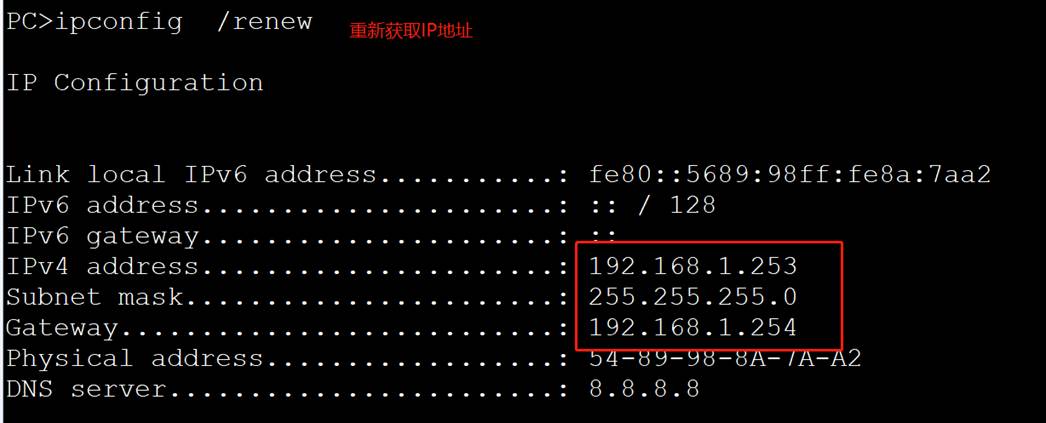 PC>ipconfig  /renew 重新获取IP地址
IP Configuration
Link local IPv6 address...........: fe80::5689:98ff:fe8a:7aa2
IPv6 address......................: :: / 128
IPv6 gateway......................: ::
IPv4 address......................: 192.168.1.253
Subnet mask.......................: 255.255.255.0
Gateway...........................: 192.168.1.254
Physical address..................: 54-89-98-8A-7A-A2
DNS server........................: 8.8.8.8